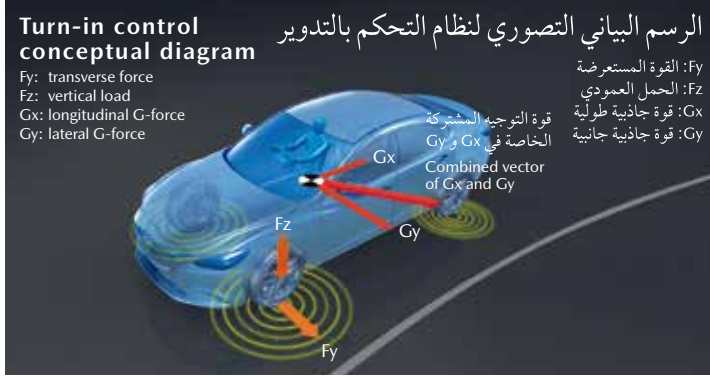 Turn-in control
conceptual diagram
Fy: transverse force
Fz: vertical load
Gx: longitudinal G-force
Gy: lateral G-force
الرسم البياني التصوري لنظام التحكم بالتدوير
Fy: القوة المستعرضة
Fz: الحمل العمودي
Gx: قوة جاذبية طولية
Gy: قوة جاذبية جانبية
قوة التوجيه المشتركة
الخاصة في Gx و Gy
Combined vector
of Gx and Gy
Gx
Gy
Fz
Fy